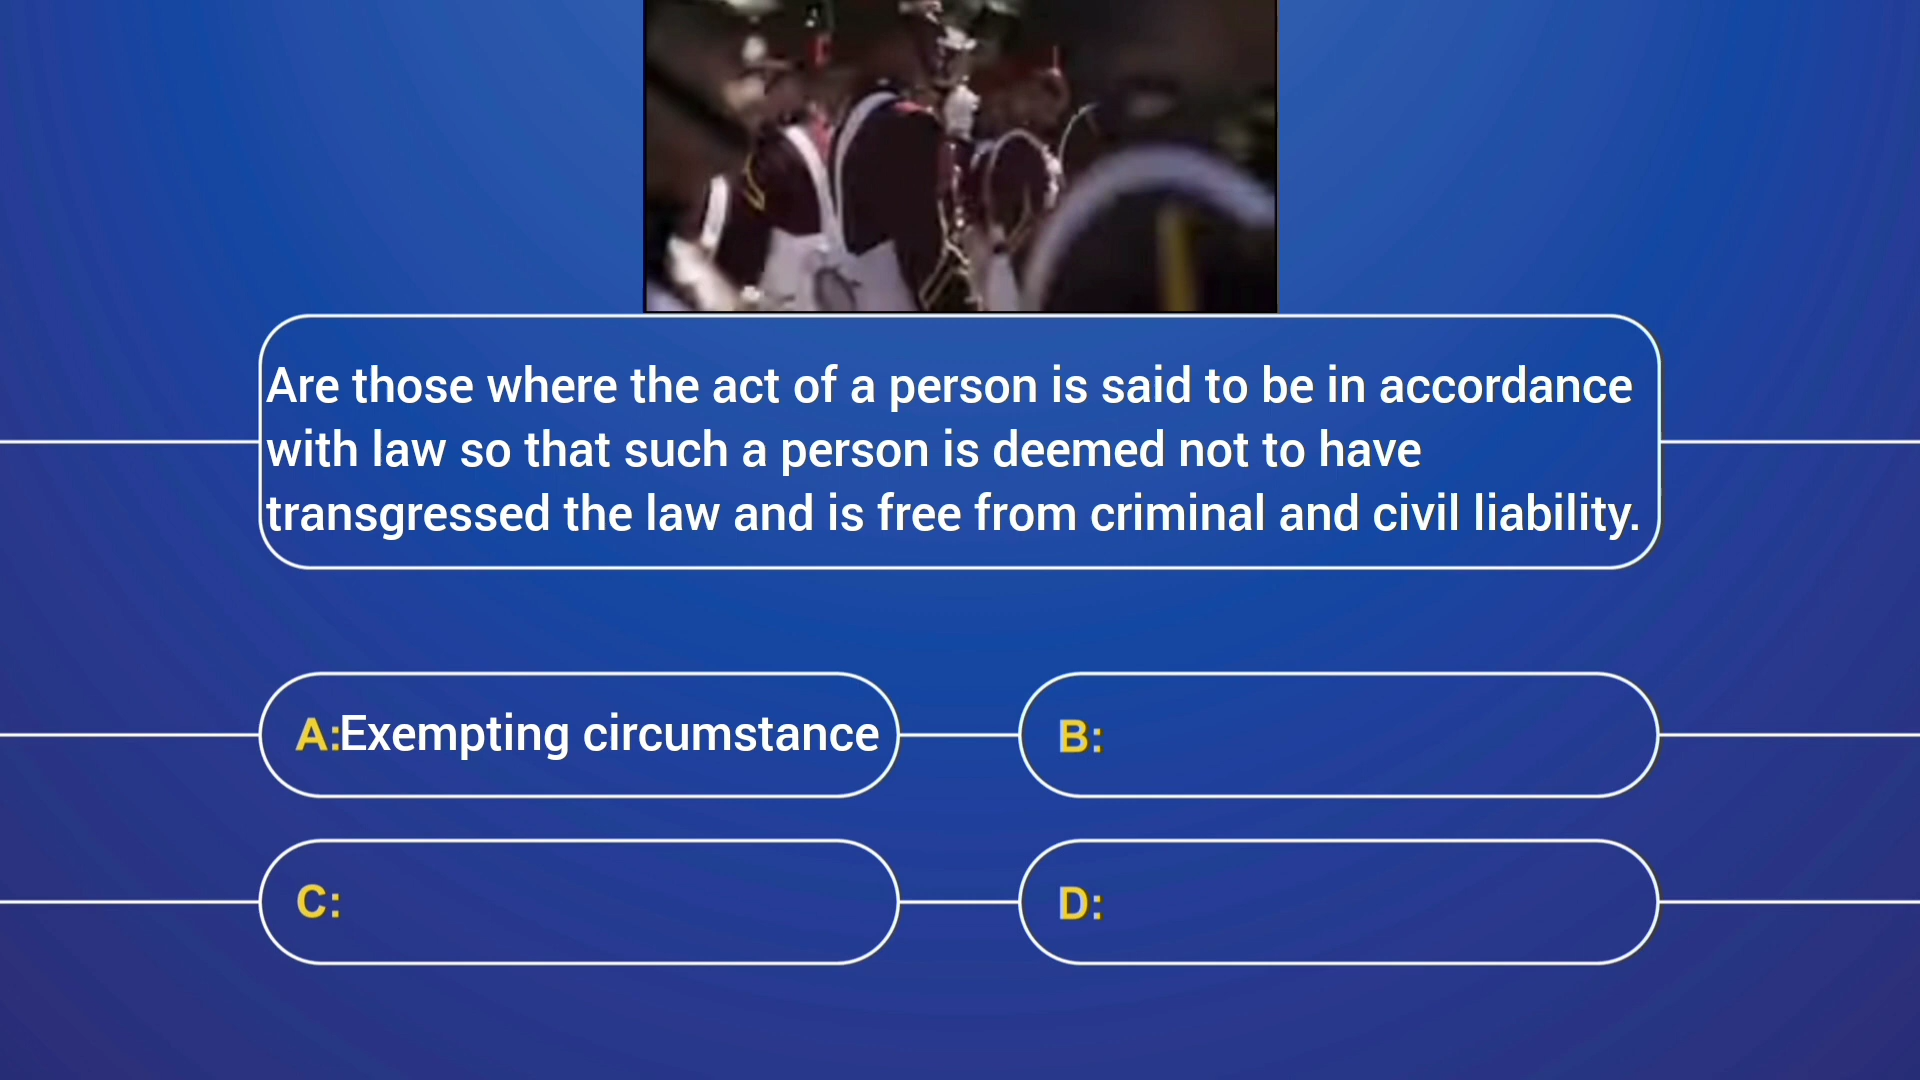 Are those where the act of a person is said to be in accordance
with law so that such a person is deemed not to have
transgressed the law and is free from criminal and civil liability.
A:Exempting circumstance
B:
C:
D: